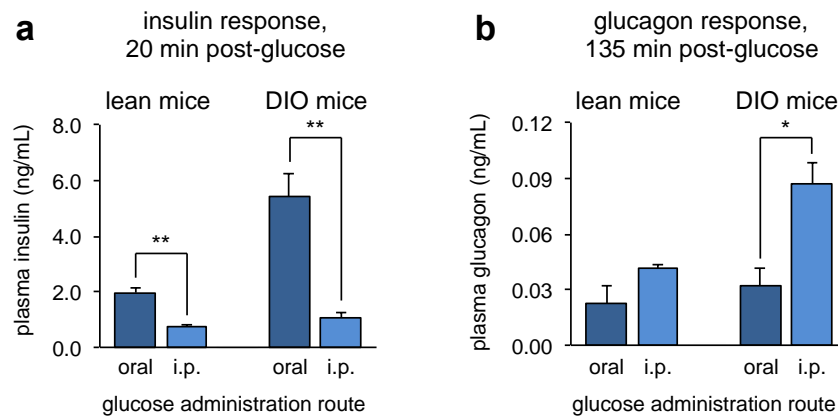 a
insulin response,
20 min post-glucose
lean mice
DIO mice
plasma insulin (ng/mL)
8.0
6.0
4.0
2.0
0.0
**
**
oral
i.p.
oral
i.p.
glucose administration route
b
glucagon response,
135 min post-glucose
lean mice
DIO mice
plasma glucagon (ng/mL)
0.12
0.09
0.06
0.03
0.00
*
oral
i.p.
oral
i.p.
glucose administration route